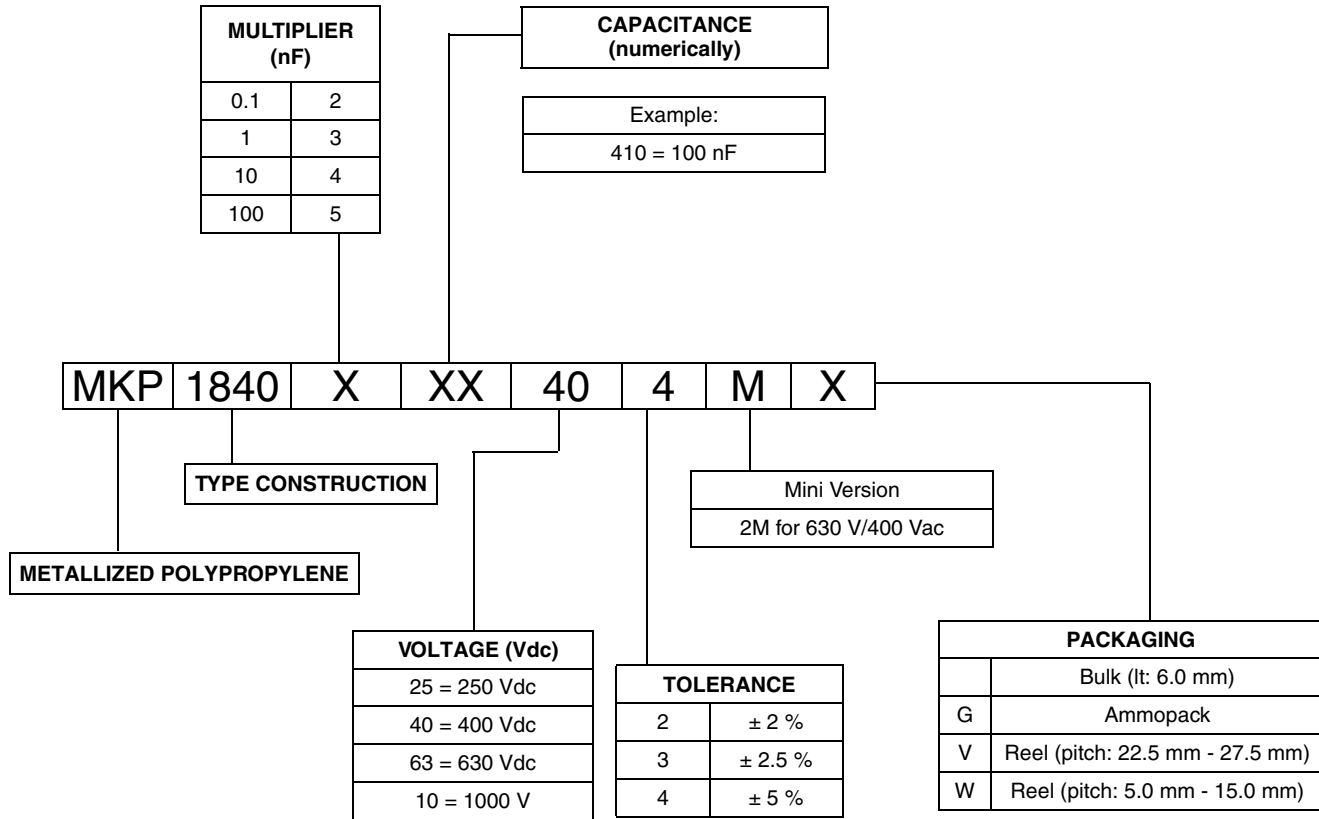 MULTIPLIER
(nF)
0.1 2
1 3
10 4
100 5
CAPACITANCE
(numerically)
Example:
410 = 100 nF
MKP 1840 X XX 40 4 M X
TYPE CONSTRUCTION
METALLIZED POLYPROPYLENE
Mini Version
2M for 630 V/400 Vac
VOLTAGE (Vdc)
25 = 250 Vdc
40 = 400 Vdc
63 = 630 Vdc
10 = 1000 V
TOLERANCE
2 ± 2 %
3 ± 2.5 %
4 ± 5 %
PACKAGING
Bulk (lt: 6.0 mm)
G Ammopack
V Reel (pitch: 22.5 mm - 27.5 mm)
W Reel (pitch: 5.0 mm - 15.0 mm)